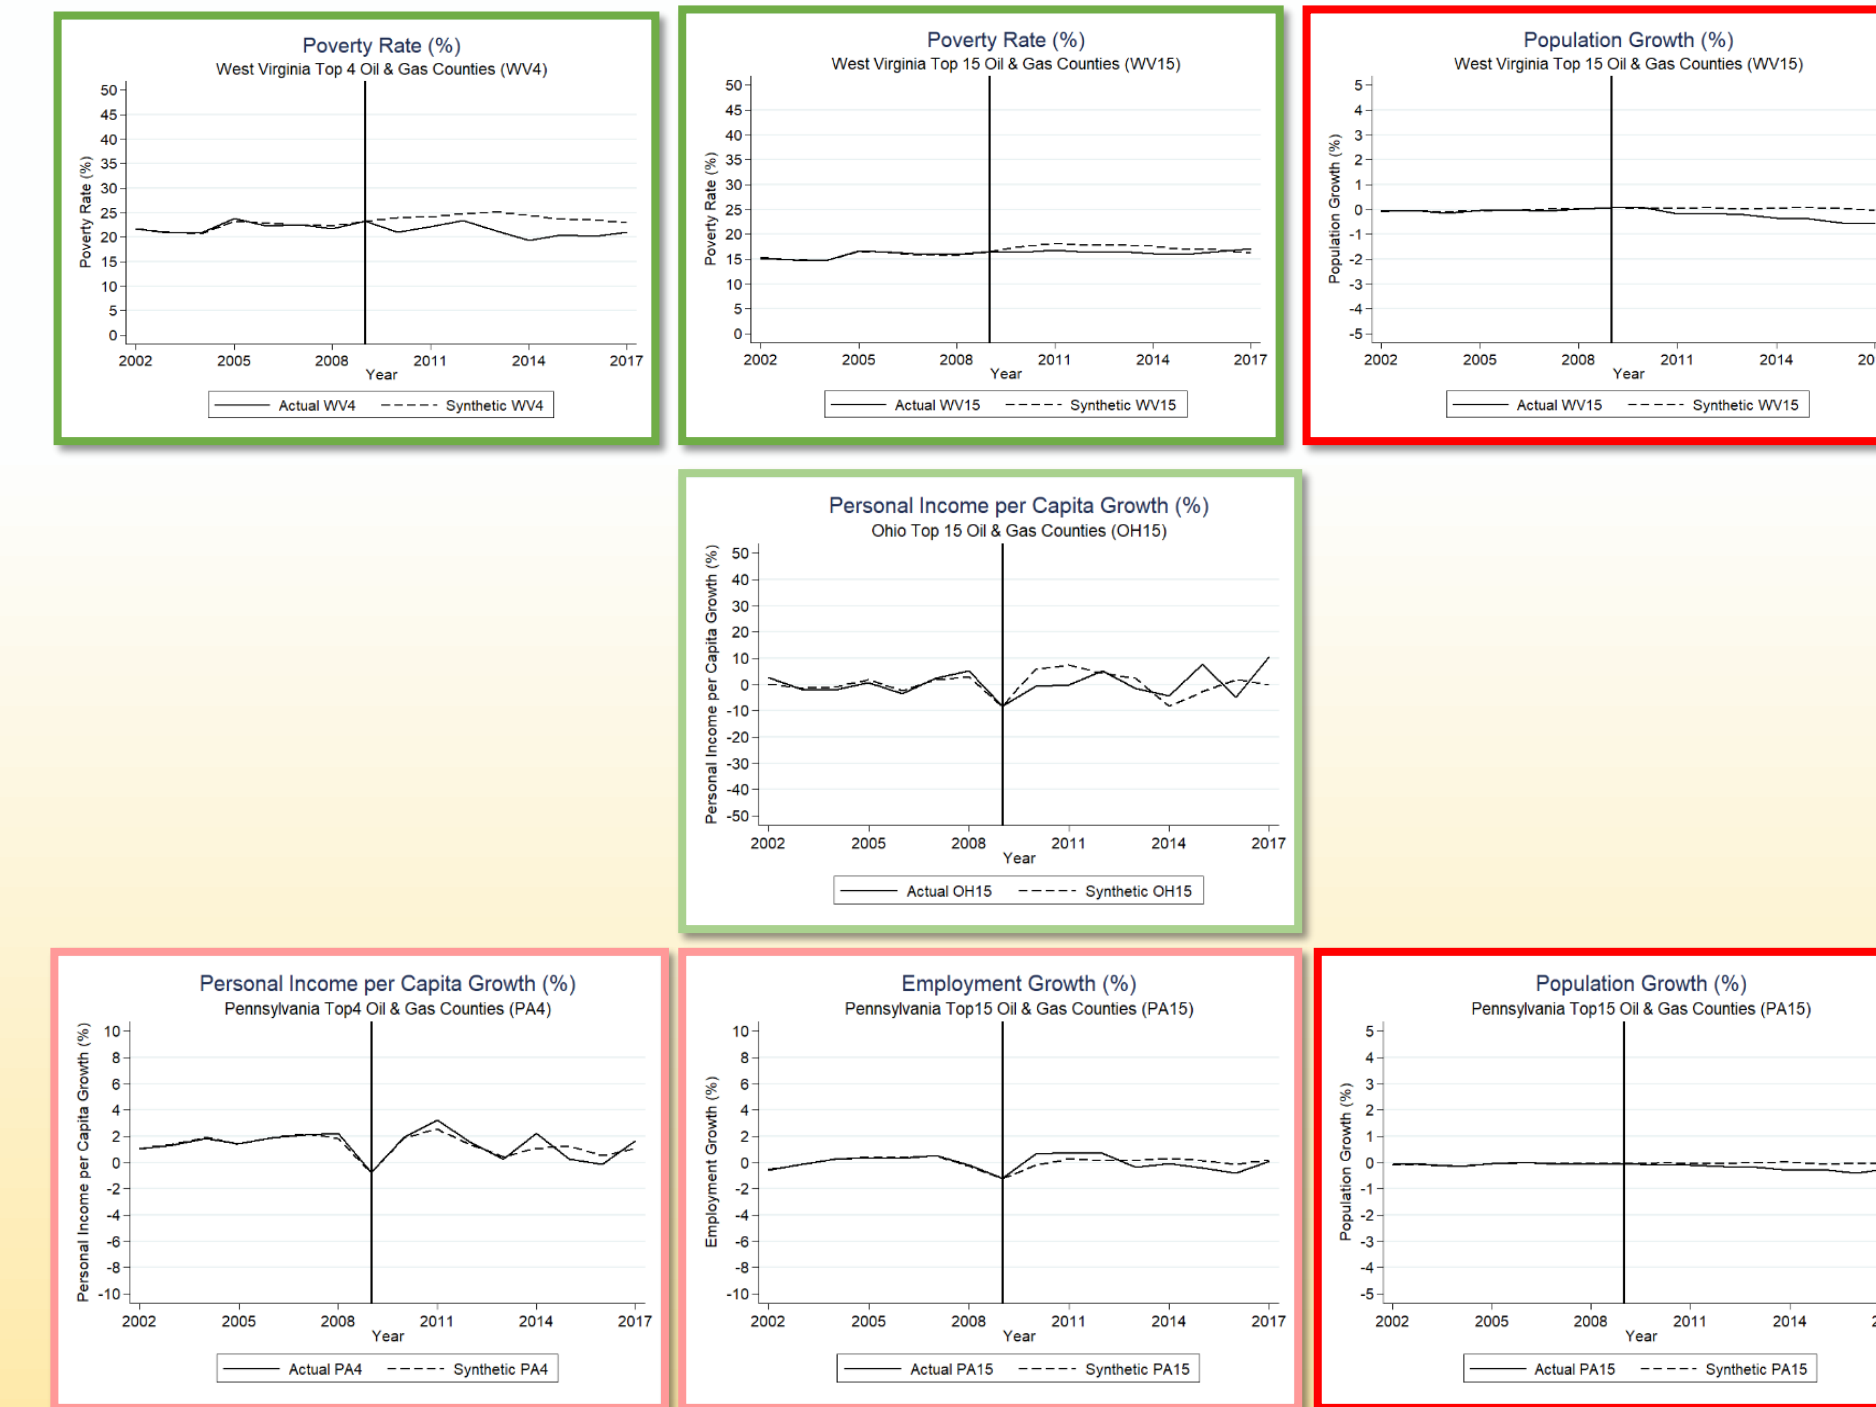 Poverty Rate (%)
West Virginia Top 4 Oil & Gas Counties (WV4)
Poverty Rate (%)
50
45
40
35
30
25
20
15
10
5
0
2002 2005 2008 2011 2014 2017
Year
Actual WV4 Synthetic WV4
Poverty Rate (%)
West Virginia Top 15 Oil & Gas Counties (WV15)
Poverty Rate (%)
50
45
40
35
30
25
20
15
10
5
0
2002 2005 2008 2011 2014 2017
Year
Actual WV15 Synthetic WV15
Population Growth (%)
West Virginia Top 15 Oil & Gas Counties (WV15)
Population Growth (%)
5
4
3
2
1
0
-1
-2
-3
-4
-5
2002 2005 2008 2011 2014 20
Year
Actual WV15 Synthetic WV15
Personal Income per Capita Growth (%)
Ohio Top 15 Oil & Gas Counties (OH15)
Personal Income per Capita Growth (%)
50
40
30
20
10
0
-10
-20
-30
-40
-50
2002 2005 2008 2011 2014 2017
Year
Actual OH15 Synthetic OH15
Personal Income per Capita Growth (%)
Pennsylvania Top4 Oil & Gas Counties (PA4)
Personal Income per Capita Growth (%)
10
8
6
4
2
0
-2
-4
-6
-8
-10
2002 2005 2008 2011 2014 2017
Year
Actual PA4 Synthetic PA4
Employment Growth (%)
Pennsylvania Top15 Oil & Gas Counties (PA15)
Employment Growth (%)
10
8
6
4
2
0
-2
-4
-6
-8
-10
2002 2005 2008 2011 2014 2017
Year
Actual PA15 Synthetic PA15
Population Growth (%)
Pennsylvania Top15 Oil & Gas Counties (PA15)
Population Growth (%)
5
4
3
2
1
0
-1
-2
-3
-4
-5
2002 2005 2008 2011 2014
Year
Actual PA15 Synthetic PA15